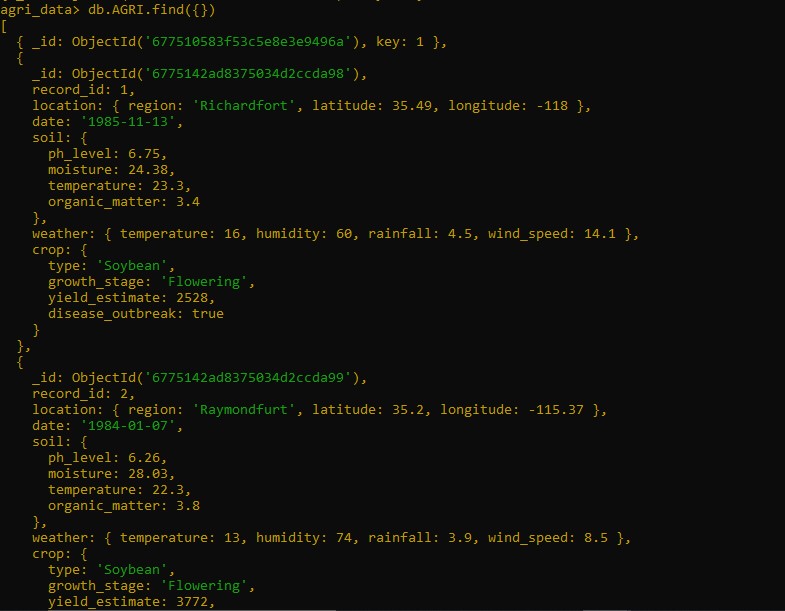 agri_data> db.AGRI.find({})
[
  { _id: ObjectId('677510583f53c5e8e3e9496a'), key: 1 },
  {
    _id: ObjectId('6775142ad8375034d2ccda98'),
    record_id: 1,
    location: { region: 'Richardfort', latitude: 35.49, longitude: -118 },
    date: '1985-11-13',
    soil: {
      ph_level: 6.75,
      moisture: 24.38,
      temperature: 23.3,
      organic_matter: 3.4
    },
    weather: { temperature: 16, humidity: 60, rainfall: 4.5, wind_speed: 14.1 },
    crop: {
      type: 'Soybean',
      growth_stage: 'Flowering',
      yield_estimate: 2528,
      disease_outbreak: true
    }
  },
  {
    _id: ObjectId('6775142ad8375034d2ccda99'),
    record_id: 2,
    location: { region: 'Raymondfurt', latitude: 35.2, longitude: -115.37 },
    date: '1984-01-07',
    soil: {
      ph_level: 6.26,
      moisture: 28.03,
      temperature: 22.3,
      organic_matter: 3.8
    },
    weather: { temperature: 13, humidity: 74, rainfall: 3.9, wind_speed: 8.5 },
    crop: {
      type: 'Soybean',
      growth_stage: 'Flowering',
      yield_estimate: 3772,